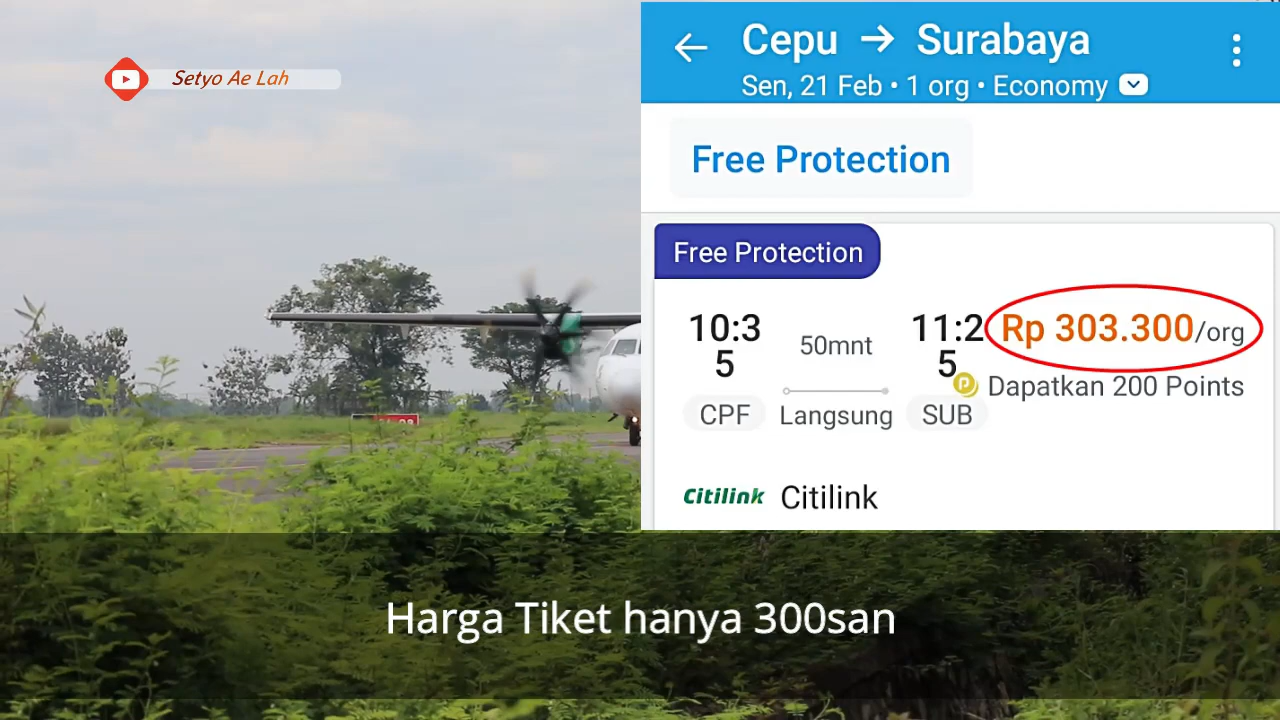 Setyo Ae Lah
Cepu → Surabaya
Sen, 21 Feb • 1 org • Economy
Free Protection
Free Protection
10:3
5
50mnt
11:2
5
Rp 303.300/org
Dapatkan 200 Points
CPF
Langsung
SUB
Citilink Citilink
Harga Tiket hanya 300san